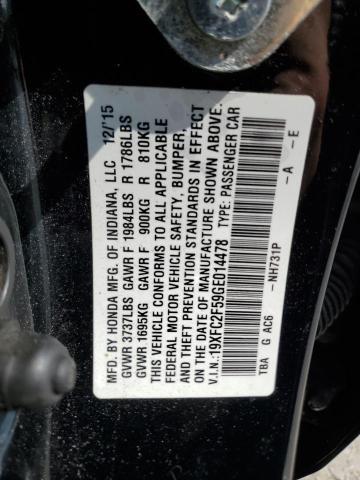 MFD. BY HONDA MFG. OF INDIANA, LLC 12/'15
GVWR 3737LBS GAWR F 1984LBS R 1786LBS
GVWR 1695KG GAWR F 900KG R 810KG
THIS VEHICLE CONFORMS TO ALL APPLICABLE
FEDERAL MOTOR VEHICLE SAFETY, BUMPER,
AND THEFT PREVENTION STANDARDS IN EFFECT
ON THE DATE OF MANUFACTURE SHOWN ABOVE.
V.I.N.:19XFC2F59GE014478 TYPE: PASSENGER CAR
TBA G AC6 -NH731P -A -E